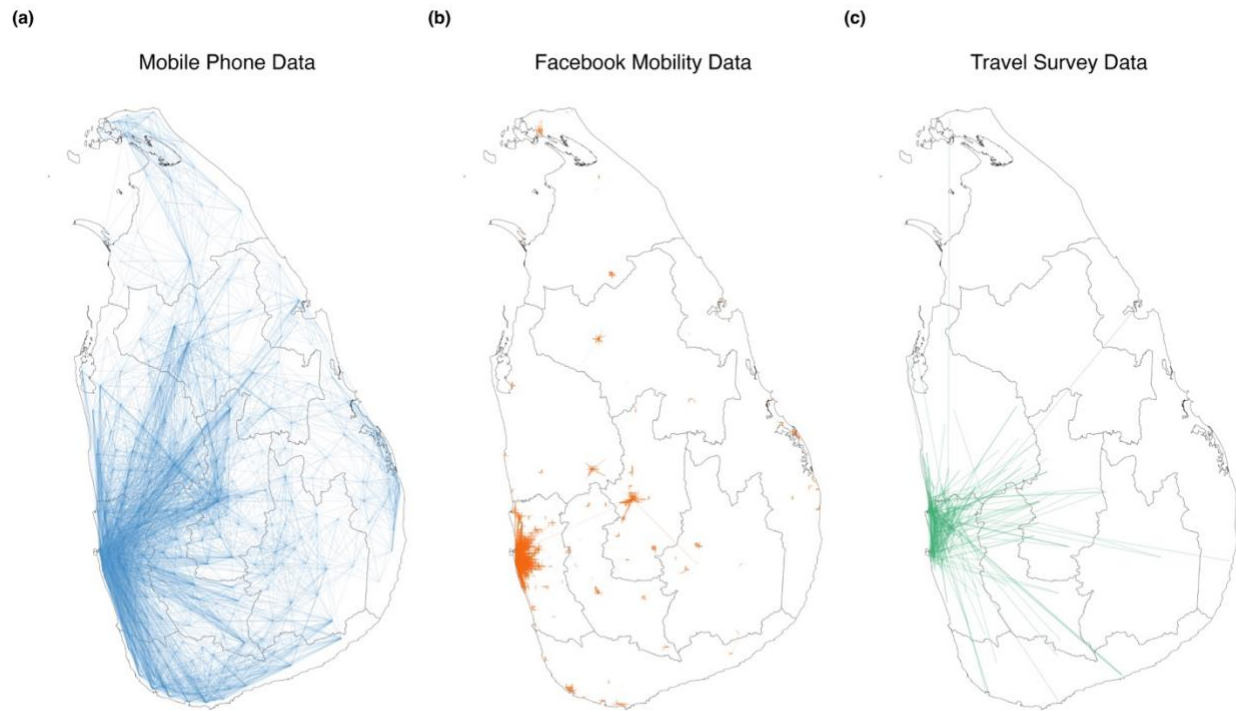 (a)
Mobile Phone Data
(b)
Facebook Mobility Data
(c)
Travel Survey Data